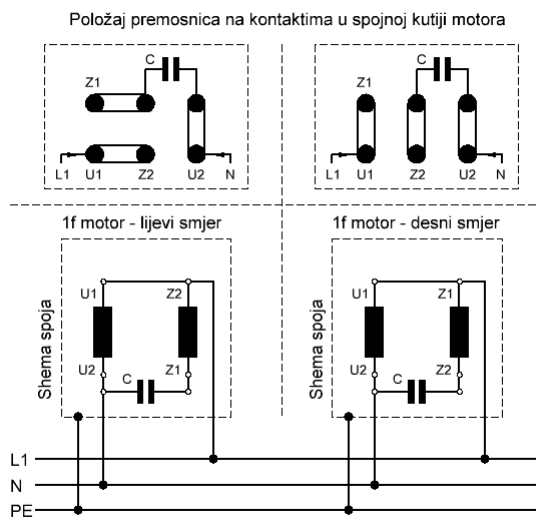 Položaj premosnica na kontaktima u spojnoj kutiji motora
C
Z1
L1 U1 Z2 U2 N
C
Z1
L1 U1 Z2 U2 N
1f motor - lijevi smjer
1f motor - desni smjer
Shema spoja
U1 Z2
U2 C Z1
Shema spoja
U1 Z1
U2 C Z2
L1
N
PE